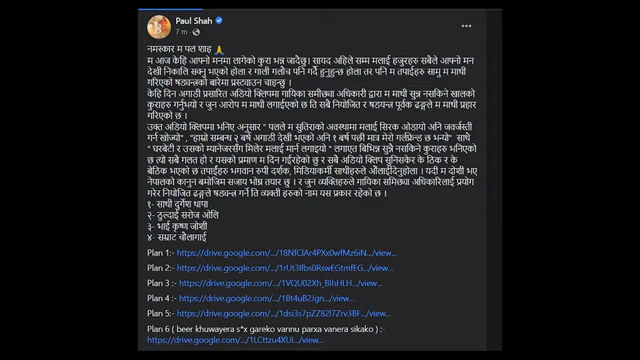 Paul Shah
7 m
नमस्कार म पल शाह 🙏
म आज केहि आफ्नो मनमा लागेको कुरा भन्न जादैछु। सायद अहिले सम्म मलाई हजुरहरु सबैले आफ्नो मन
देखी निकालि सक्नु भएको होला र गाली गलौच पनि गर्दै हुनुहुन्छ होला तर पनि म तपाईहरु सामु म माथी
गरिएको षड्यन्त्रको बारेमा प्रस्ट्याउन चाहन्छु ।
केहि दिन अगाडी प्रसारित अडियो क्लिपमा गायिका समीछ्या अधिकारी द्वारा म माथी सुन्न नसकिने खालको
कुराहरु गर्नुभयो र जुन आरोप म माथी लगाईएको छ ति सबै नियोजित र षडयन्त्र पूर्वक ढङ्गले म माथी प्रहार
गरिएको छ ।
उक्त अडियो क्लिपमा भनिए अनुसार " पलले म सुतिराको अवस्थामा मलाई सिरक ओडायो अनि जवर्जस्ती
गर्न खोज्यो" , "हाम्रो सम्बन्ध २ बर्ष अगाडी देखी भएको अनि १ बर्ष पछी मात्र मेरो गर्लफ्रेन्ड छ भन्यो" साथै
" घरबेटी र उसको म्यानेजरसँग मिलेर मलाई मार्न लगाइयो " लगाएत बिभिन्न सुन्नै नसकिने कुराहरु भनिएको
छ त्यो सबै गलत हो र यसको प्रमाण म दिन गईरहेको छु र सबै अडियो क्लिप सुनिसकेर के ठिक र के
बेठिक भएको छ तपाईंहरु भगवान रुपी दर्शक, मिडियाकर्मी साथीहरुले औंलाईदिनुहोला । यदी म दोशी भए
नेपालको कानुन बमोजिम सजाय भोग्न तयार छु । र जुन व्यक्तिहरुले गायिका समिछ्या अधिकारिलाई प्रयोग
गरेर नियोजित ढङ्गले षड्यन्त्र गर्ने ति व्यक्ती हरुको नाम यस प्रकार रहेको छ ।
१- साथी दुर्गेश थापा
२- ठुल्दाई सरोज ओलि
३- भाई कृष्ण जोशी
४- सम्राट चौलागाई
Plan 1:- https://drive.google.com/.../18NfClAr4PXx0wfMz6iN.../view...
Plan 2:- https://drive.google.com/.../1rUt3Ilbs0RswEGtmfEG.../view...
Plan 3 :- https://drive.google.com/.../1VQU02Xh_BIhHLH.../view...
Plan 4 :- https://drive.google.com/.../1Bt4uB2Jgn.../view...
Plan 5:- https://drive.google.com/.../1dsi3s7pZZ82l7Zrv3BF.../view...
Plan 6 ( beer khuwayera s*x gareko vannu parxa vanera sikako ) :-
https://drive.google.com/.../1LCttzu4XUi.../view...